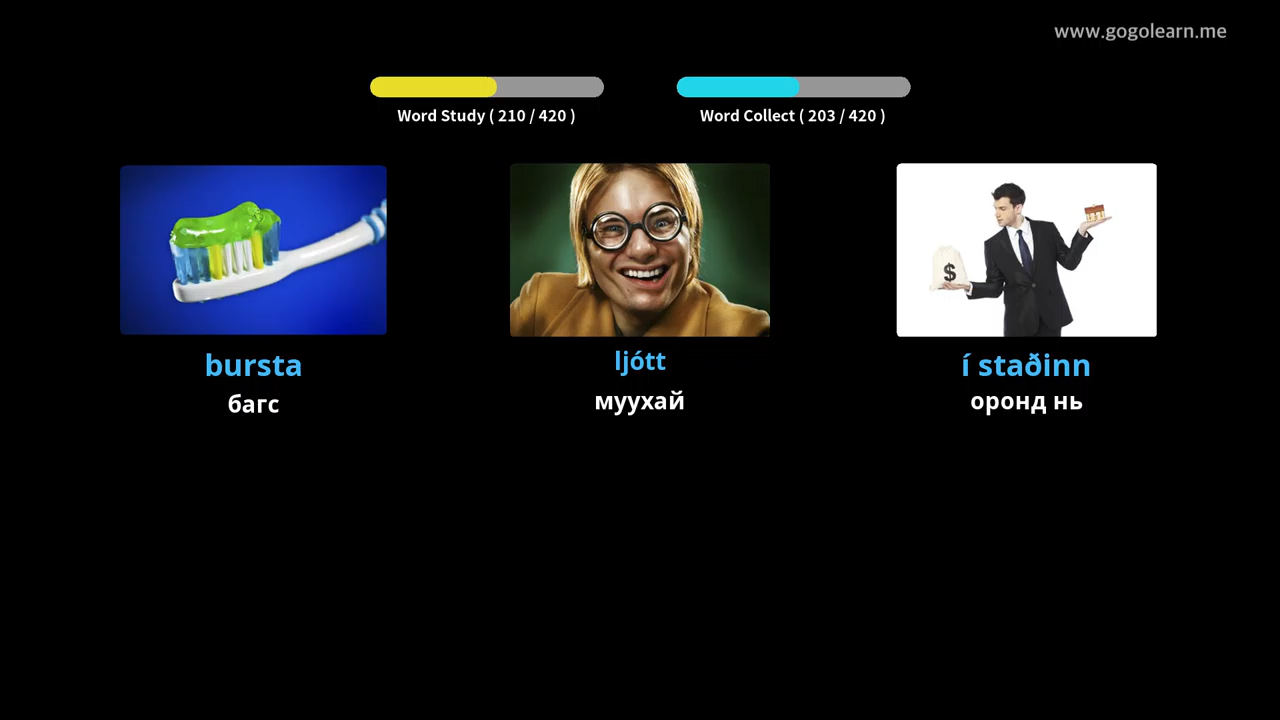 www.gogolearn.me
Word Study ( 210 / 420 )
Word Collect ( 203 / 420 )
$
bursta
багс
ljótt
муухай
í staðinn
оронд нь